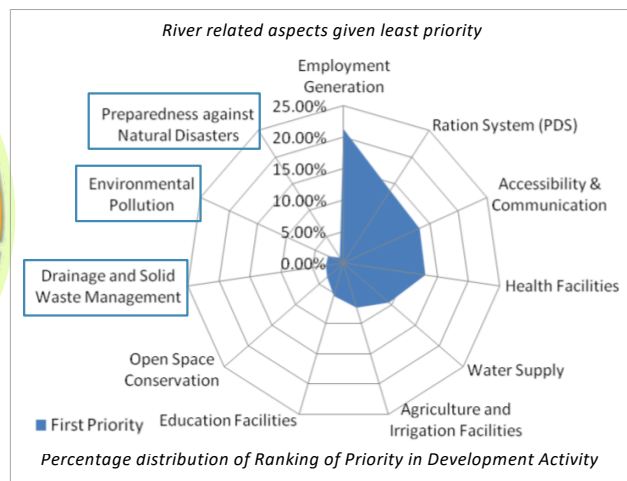 River related aspects given least priority
Employment
Generation
Preparedness against
Natural Disasters
Ration System (PDS)
Environmental
Pollution
Accessibility &
Communication
Drainage and Solid
Waste Management
Health Facilities
Open Space
Conservation
Water Supply
Education Facilities
Agriculture and
Irrigation Facilities
25.00%
20.00%
15.00%
10.00%
5.00%
0.00%
First Priority
Percentage distribution of Ranking of Priority in Development Activity